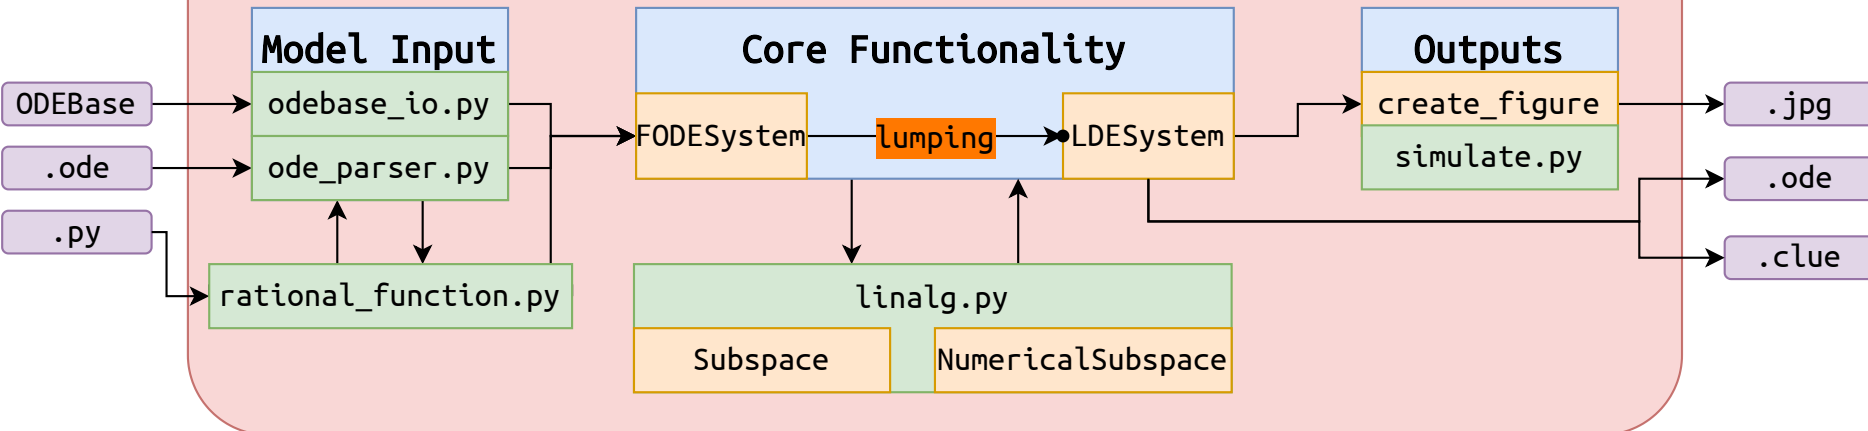 Model Input
Core Functionality
Outputs
ODEBase
odebase_io.py
.ode
ode_parser.py
.py
rational_function.py
FODESystem
lumping
LDESystem
linalg.py
Subspace
NumericalSubspace
create_figure
simulate.py
.jpg
.ode
.clue